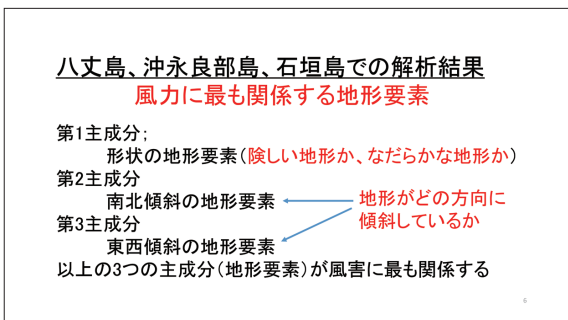 八丈島、沖永良部島、石垣島での解析結果
風力に最も関係する地形要素
第1主成分;
形状の地形要素(険しい地形か、なだらかな地形か)
第2主成分
南北傾斜の地形要素
地形がどの方向に
傾斜しているか
第3主成分
東西傾斜の地形要素
以上の3つの主成分(地形要素)が風害に最も関係する
6